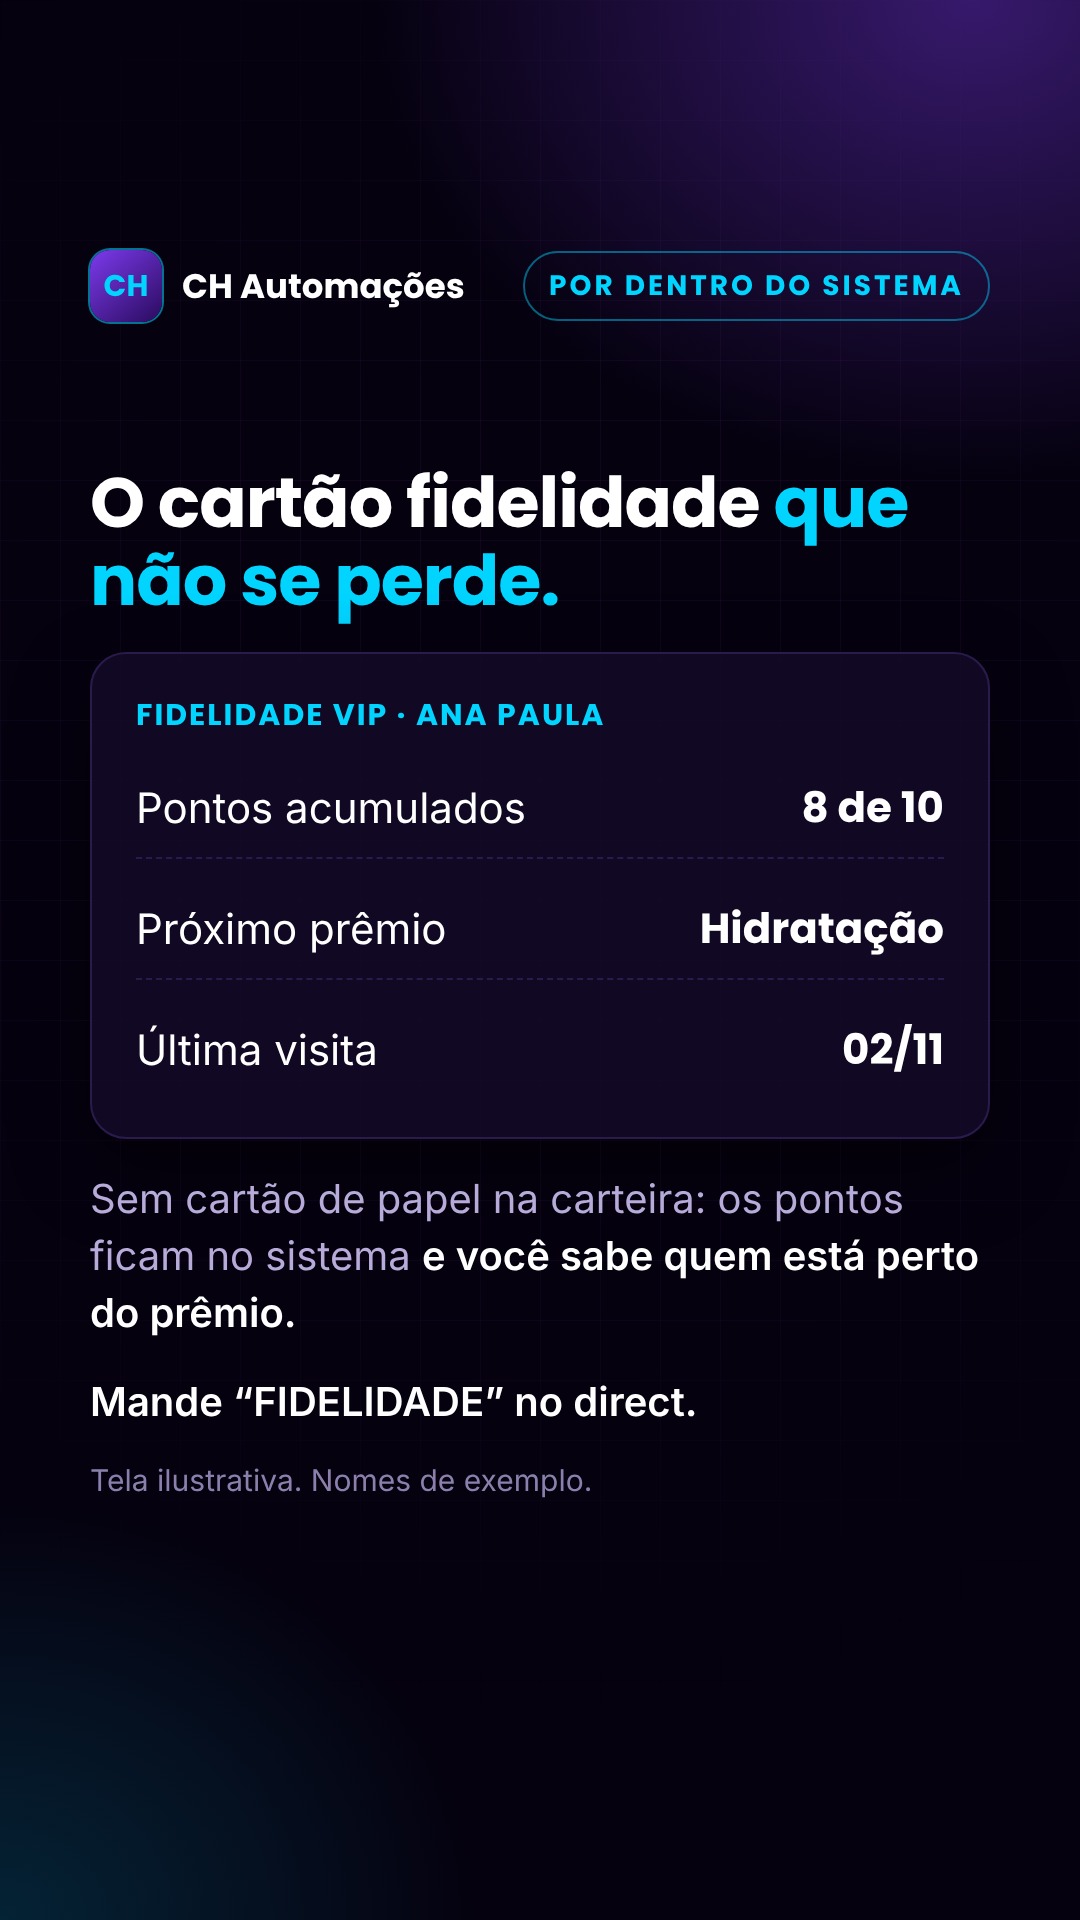 CH
CH Automações
POR DENTRO DO SISTEMA
O cartão fidelidade que
não se perde.
FIDELIDADE VIP · ANA PAULA
Pontos acumulados 8 de 10
Próximo prêmio Hidratação
Última visita 02/11
Sem cartão de papel na carteira: os pontos
ficam no sistema e você sabe quem está perto
do prêmio.
Mande “FIDELIDADE” no direct.
Tela ilustrativa. Nomes de exemplo.